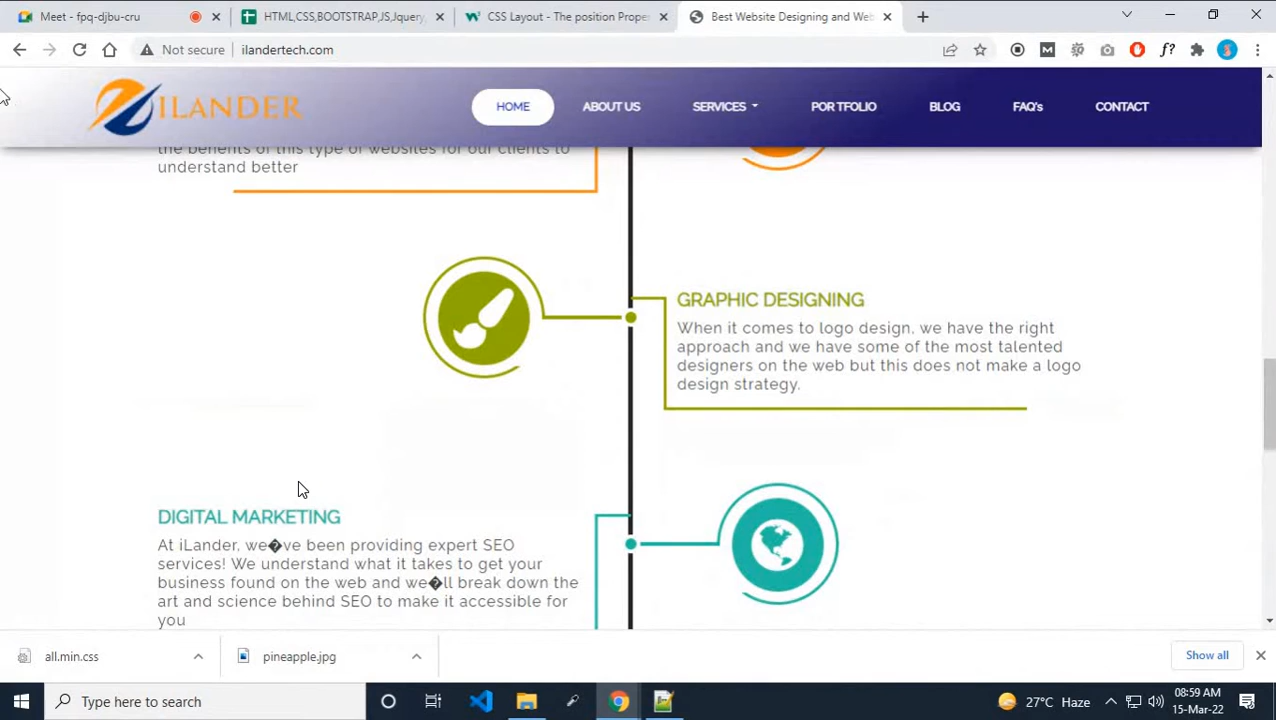 Meet - fpq-djbu-cru
HTML,CSS,BOOTSTRAP,JS,Jquery,
CSS Layout - The position Prope
Best Website Designing and Web
Not secure
ilandertech.com
ILANDER
HOME
ABOUT US
SERVICES
PORTFOLIO
BLOG
FAQ's
CONTACT
the benefits of this type of websites for our clients to
understand better
GRAPHIC DESIGNING
When it comes to logo design, we have the right
approach and we have some of the most talented
designers on the web but this does not make a logo
design strategy.
DIGITAL MARKETING
At iLander, we�ve been providing expert SEO
services! We understand what it takes to get your
business found on the web and we�ll break down the
art and science behind SEO to make it accessible for
you
all.min.css
pineapple.jpg
Show all
Type here to search
27°C Haze
08:59 AM
15-Mar-22